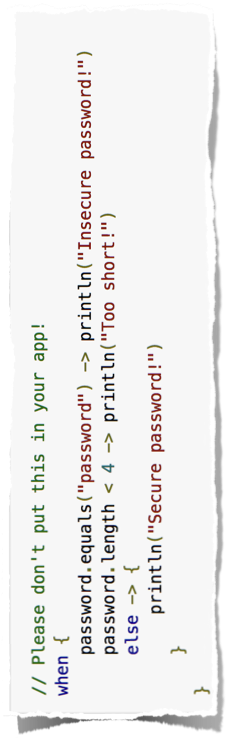 // Please don't put this in your app!
when {
    password.equals("password") -> println("Insecure password!")
    password.length < 4 -> println("Too short!")
    else -> {
        println("Secure password!")
    }
}